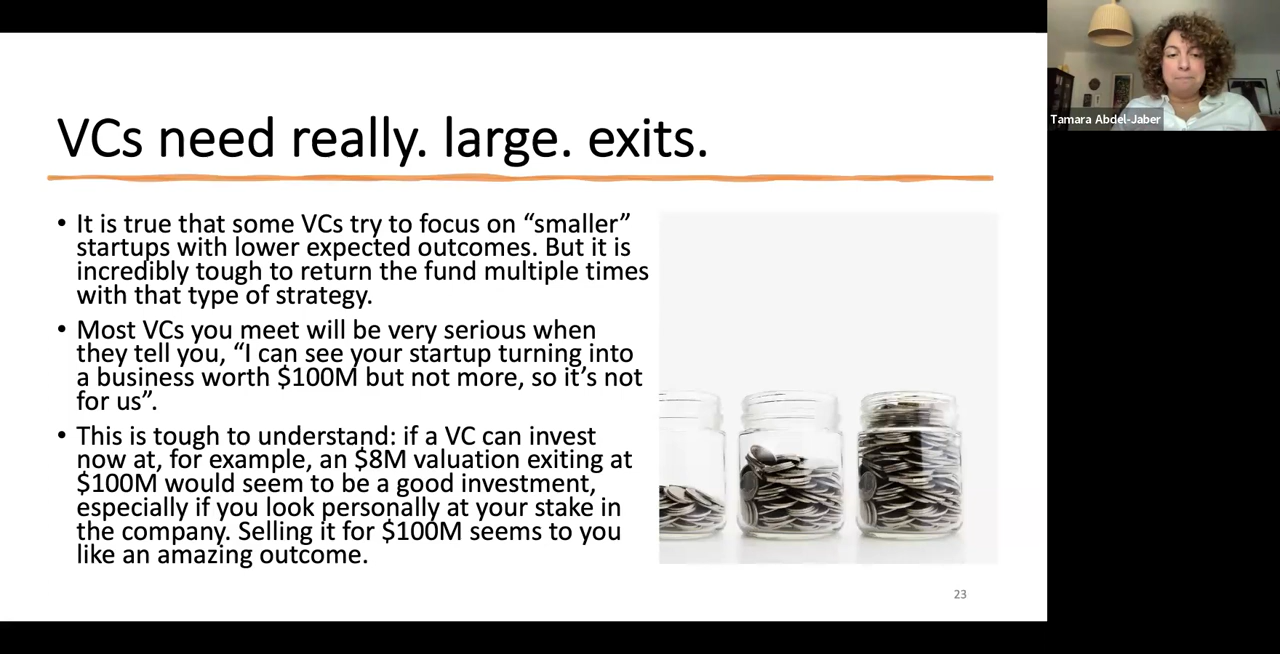 VCs need really. large. exits.
• It is true that some VCs try to focus on “smaller”
startups with lower expected outcomes. But it is
incredibly tough to return the fund multiple times
with that type of strategy.
• Most VCs you meet will be very serious when
they tell you, “I can see your startup turning into
a business worth $100M but not more, so it’s not
for us”.
• This is tough to understand: if a VC can invest
now at, for example, an $8M valuation exiting at
$100M would seem to be a good investment,
especially if you look personally at your stake in
the company. Selling it for $100M seems to you
like an amazing outcome.
23
Tamara Abdel-Jaber